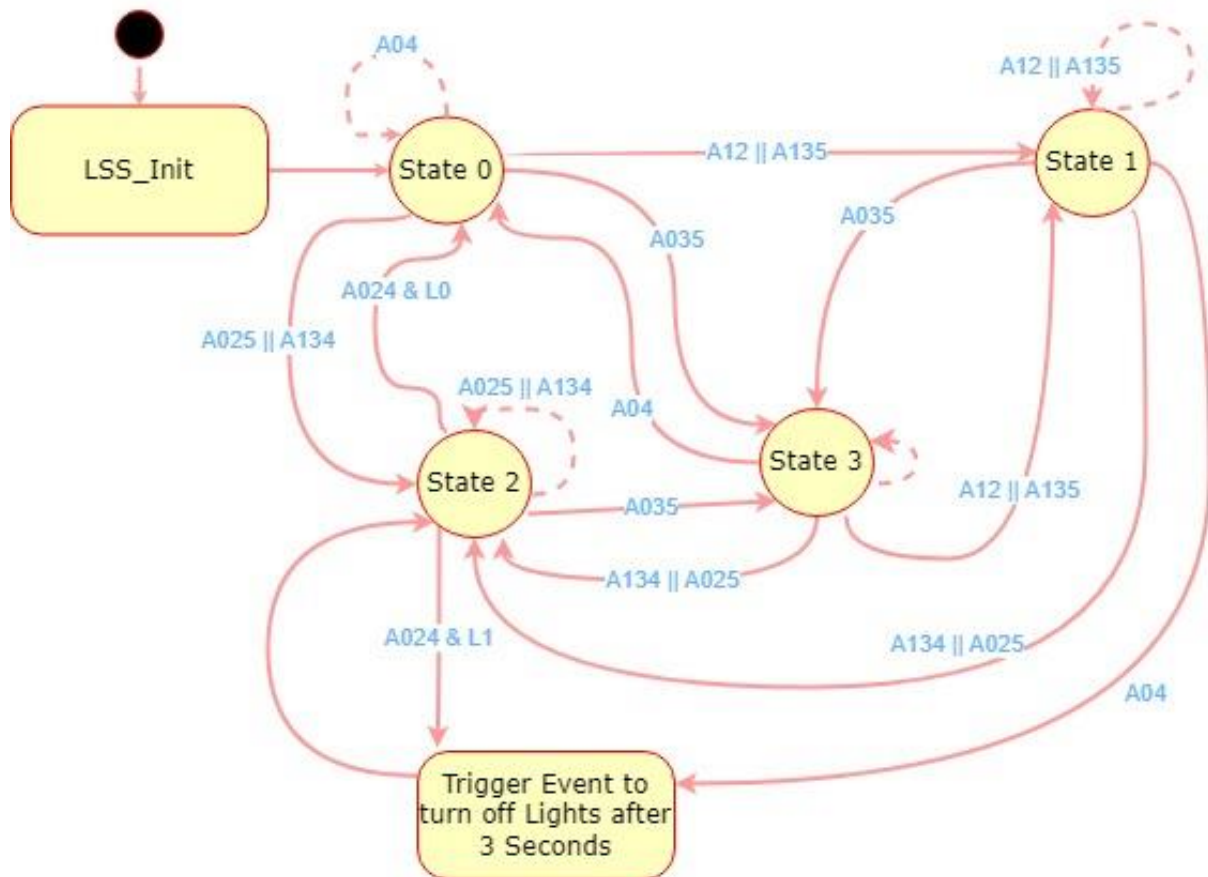 A04
A12 || A135
LSS_Init
State 0
A12 || A135
State 1
A035
A035
A024 & L0
A025 || A134
A025 || A134
A04
State 2
State 3
A035
A12 || A135
A134 || A025
A024 & L1
A134 || A025
A04
Trigger Event to
turn off Lights after
3 Seconds